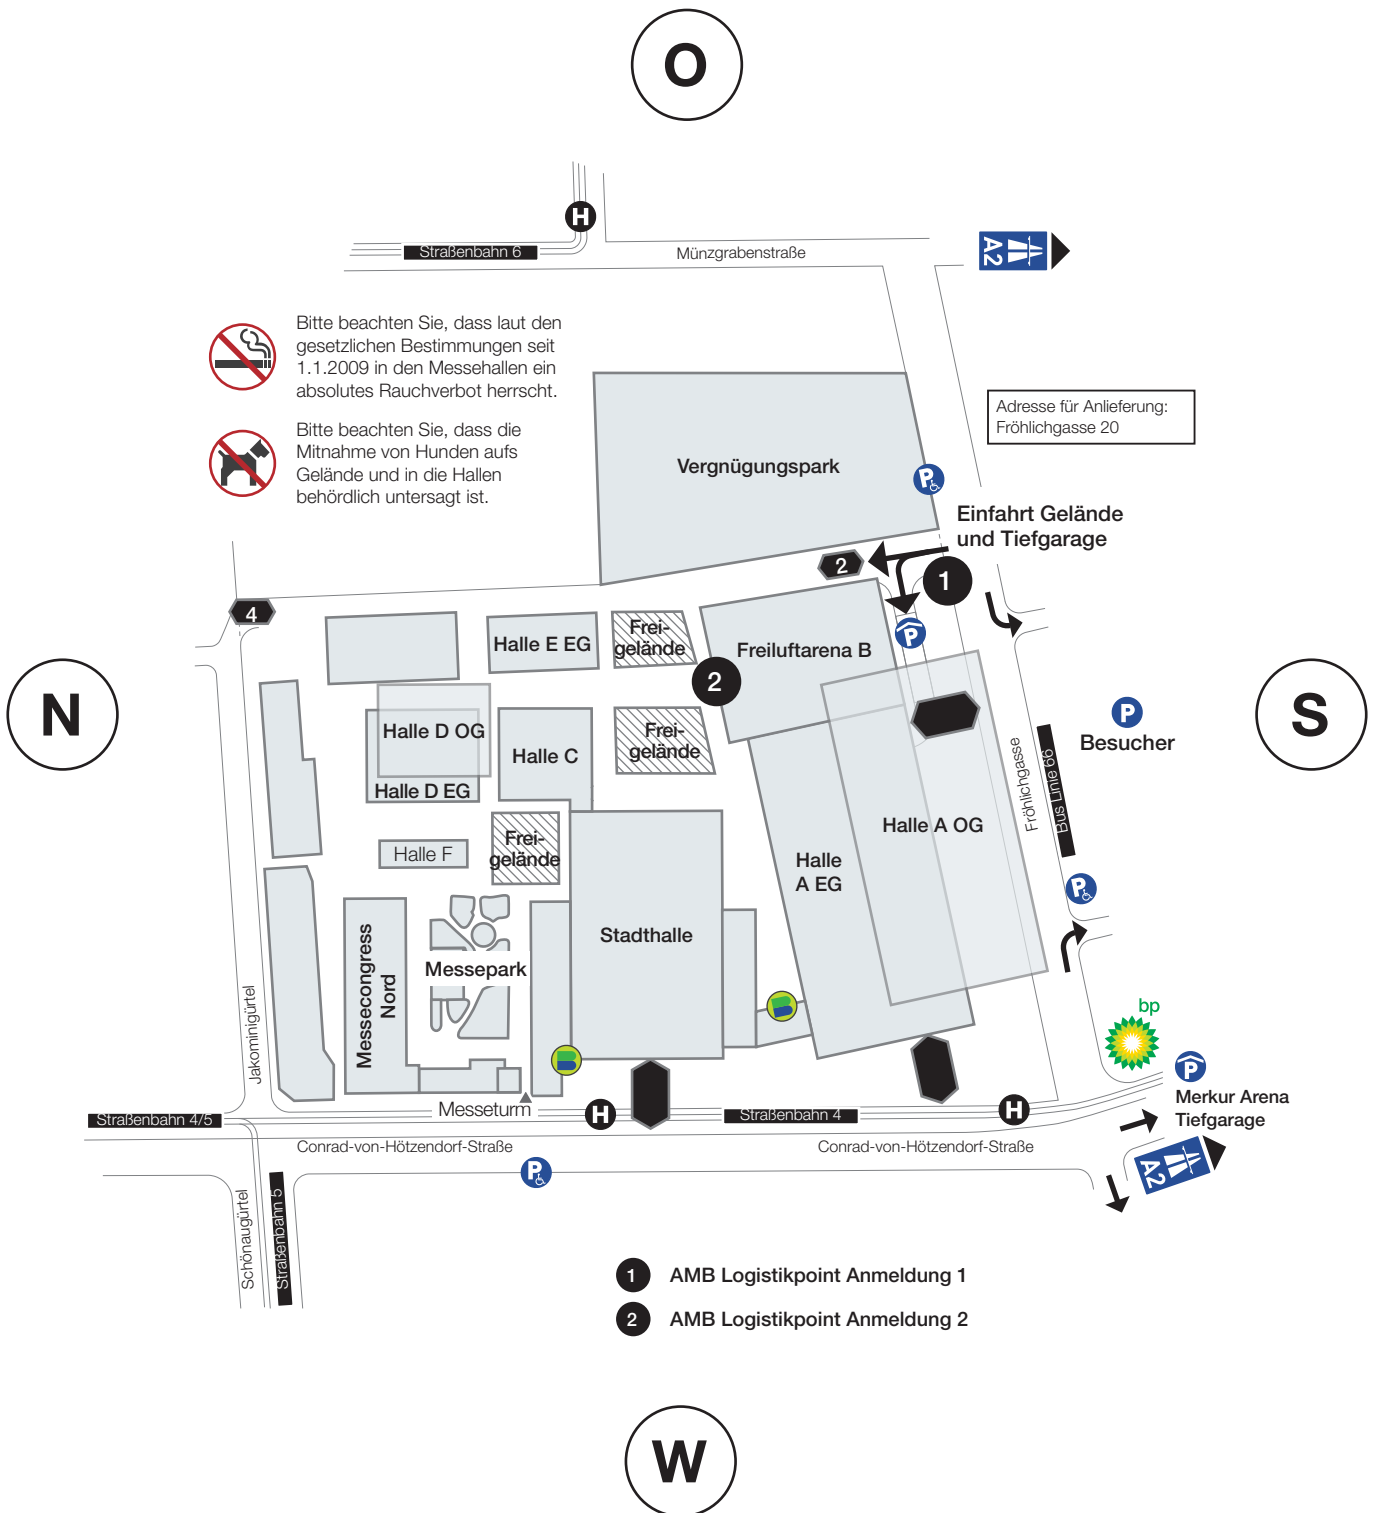 O
H
Straßenbahn 6
Münzgrabenstraße
A2
Bitte beachten Sie, dass laut den
gesetzlichen Bestimmungen seit
1.1.2009 in den Messehallen ein
absolutes Rauchverbot herrscht.
Bitte beachten Sie, dass die
Mitnahme von Hunden aufs
Gelände und in die Hallen
behördlich untersagt ist.
Adresse für Anlieferung:
Fröhlichgasse 20
Vergnügungspark
P
Einfahrt Gelände
und Tiefgarage
2
1
4
P
Halle E EG
Frei-
gelände
Freiluftarena B
2
N
S
Halle D OG
Halle C
Frei-
gelände
P
Besucher
Halle D EG
Fröhlichgasse
Bus Linie 66
Halle A OG
Halle F
Frei-
gelände
Halle
A EG
P
Stadthalle
Messecongress
Nord
Messepark
Jakominigürtel
bp
P
Merkur Arena
Tiefgarage
Messeturm
H
H
Straßenbahn 4/5
Straßenbahn 4
Conrad-von-Hötzendorf-Straße
Conrad-von-Hötzendorf-Straße
A2
P
Schönaugürtel
Straßenbahn 5
1 AMB Logistikpoint Anmeldung 1
2 AMB Logistikpoint Anmeldung 2
W